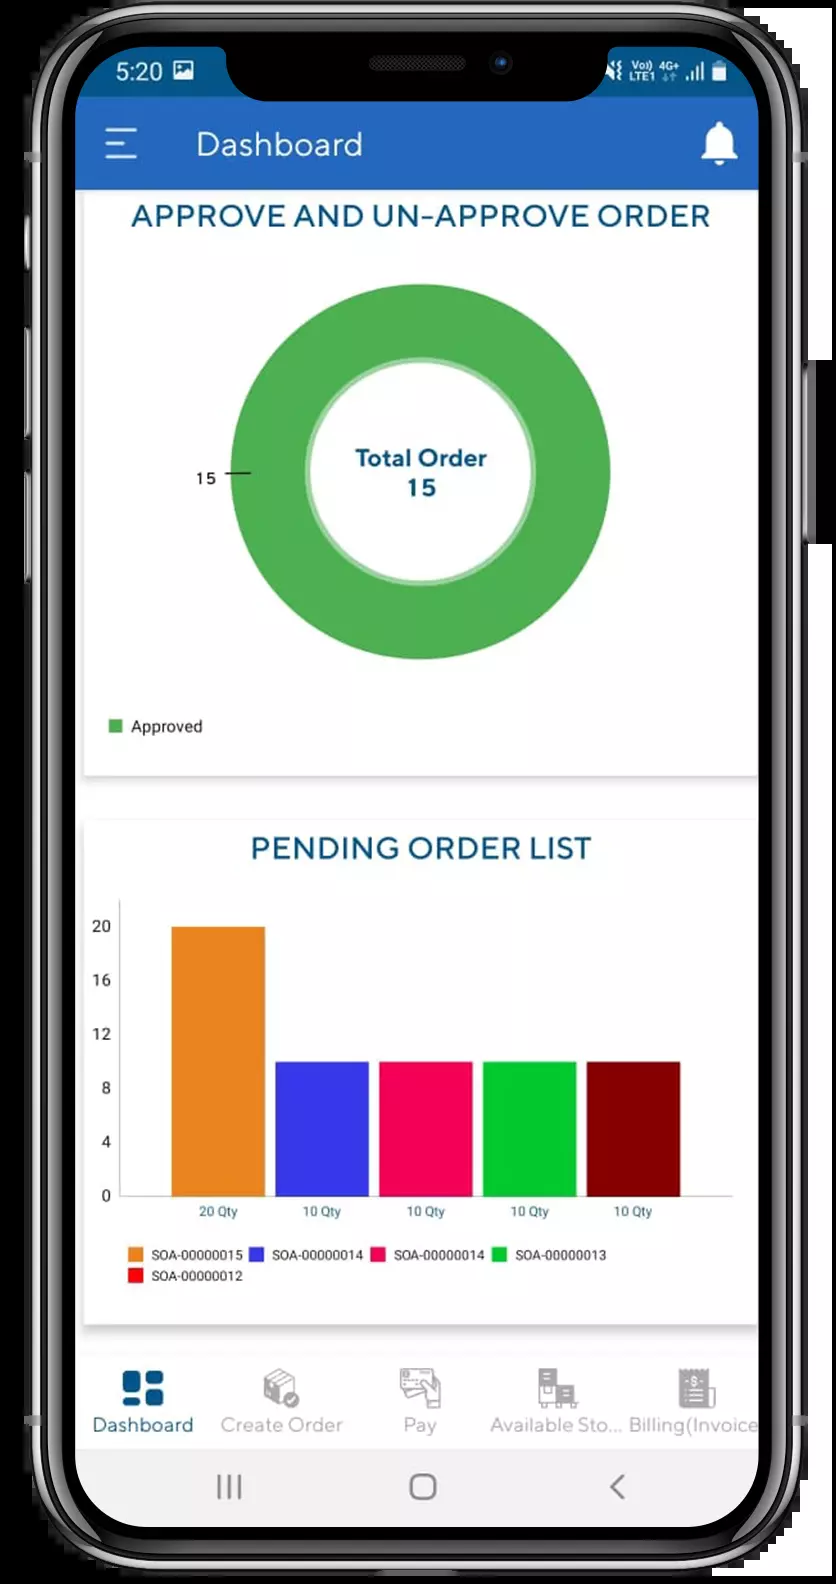 5:20 Vo)) 4G+
LTE1
Dashboard
APPROVE AND UN-APPROVE ORDER
Total Order
15
15
Approved
PENDING ORDER LIST
20
16
12
8
4
0
20 Qty 10 Qty 10 Qty 10 Qty 10 Qty
SOA-00000015 SOA-00000014 SOA-00000014 SOA-00000013
SOA-00000012
Dashboard Create Order Pay Available Sto... Billing(Invoice